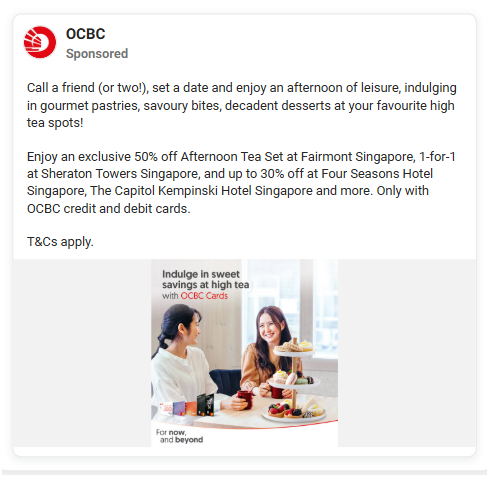 OCBC
Sponsored
Call a friend (or two!), set a date and enjoy an afternoon of leisure, indulging
in gourmet pastries, savoury bites, decadent desserts at your favourite high
tea spots!
Enjoy an exclusive 50% off Afternoon Tea Set at Fairmont Singapore, 1-for-1
at Sheraton Towers Singapore, and up to 30% off at Four Seasons Hotel
Singapore, The Capitol Kempinski Hotel Singapore and more. Only with
OCBC credit and debit cards.
T&Cs apply.
Indulge in sweet
savings at high tea
with OCBC Cards
For now,
and beyond